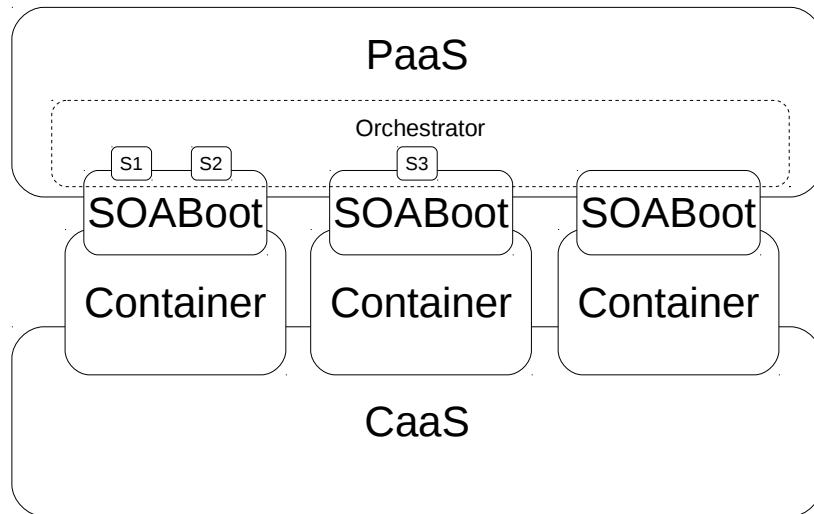 PaaS
Orchestrator
S1 S2 S3
SOABoot SOABoot SOABoot
Container Container Container
CaaS